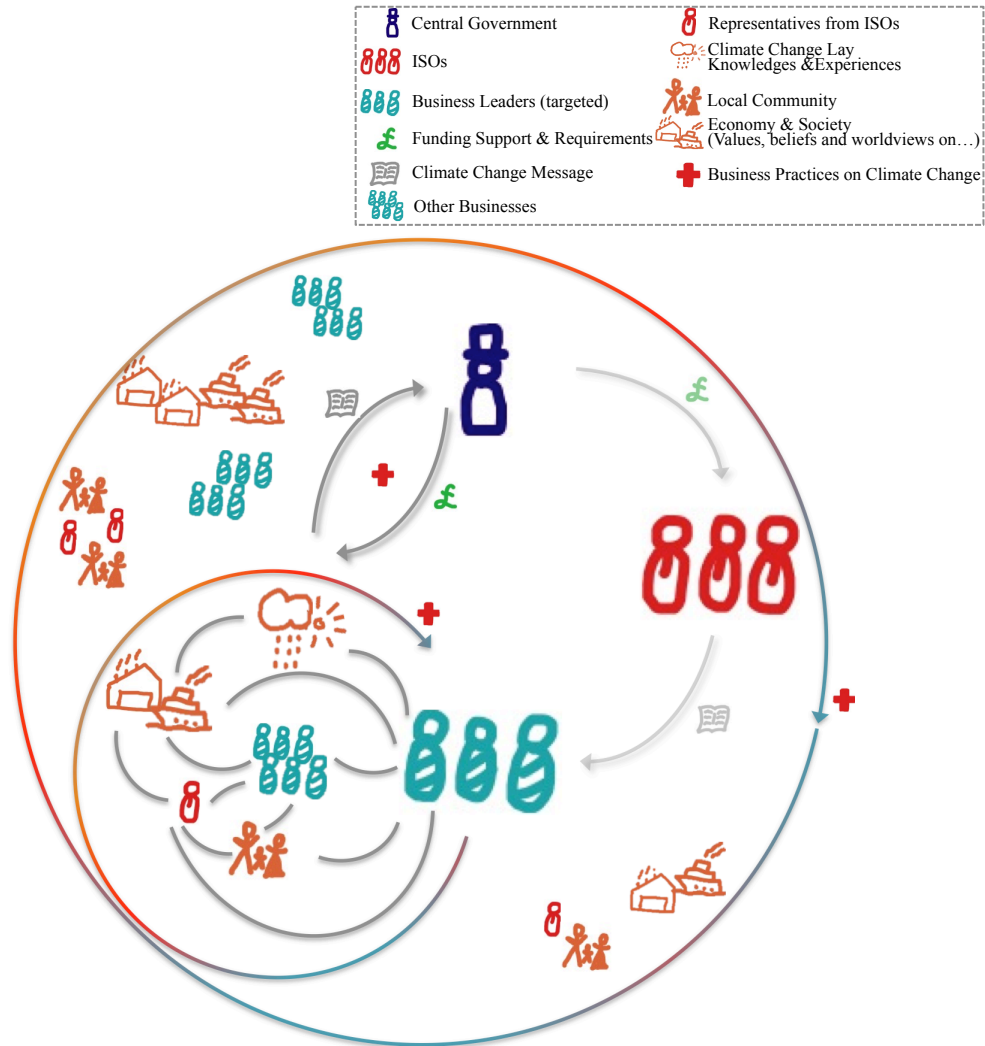 Central Government
ISOs
Business Leaders (targeted)
£ Funding Support & Requirements
Climate Change Message
Other Businesses
Representatives from ISOs
Climate Change Lay
Knowledges &Experiences
Local Community
Economy & Society
(Values, beliefs and worldviews on…)
Business Practices on Climate Change
£
£